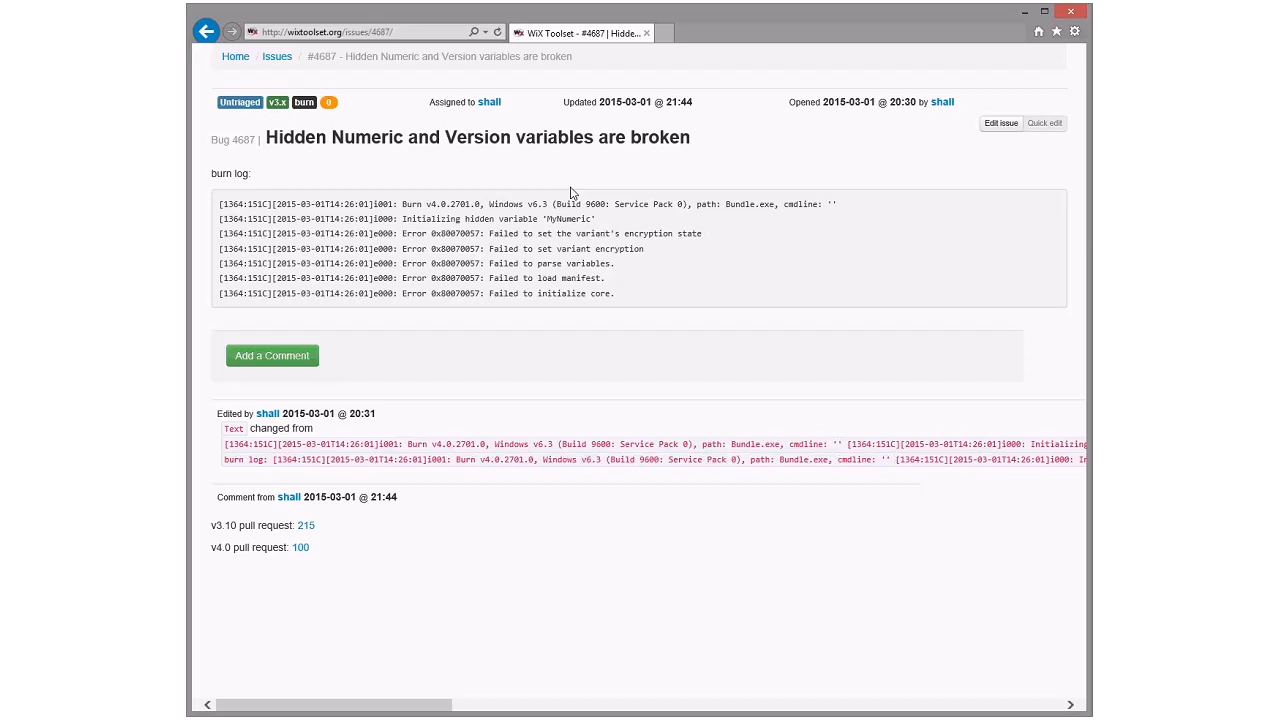 http://wixtoolset.org/issues/4687/
WiX Toolset - #4687 | Hidde...
Home / Issues / #4687 - Hidden Numeric and Version variables are broken
Untriaged v3.x burn 0 Assigned to shall Updated 2015-03-01 @ 21:44 Opened 2015-03-01 @ 20:30 by shall
Edit issue Quick edit
Bug 4687 | Hidden Numeric and Version variables are broken
burn log:
[1364:151C][2015-03-01T14:26:01]i001: Burn v4.0.2701.0, Windows v6.3 (Build 9600: Service Pack 0), path: Bundle.exe, cmdline: ''
[1364:151C][2015-03-01T14:26:01]i000: Initializing hidden variable 'MyNumeric'
[1364:151C][2015-03-01T14:26:01]e000: Error 0x80070057: Failed to set the variant's encryption state
[1364:151C][2015-03-01T14:26:01]e000: Error 0x80070057: Failed to set variant encryption
[1364:151C][2015-03-01T14:26:01]e000: Error 0x80070057: Failed to parse variables.
[1364:151C][2015-03-01T14:26:01]e000: Error 0x80070057: Failed to load manifest.
[1364:151C][2015-03-01T14:26:01]e000: Error 0x80070057: Failed to initialize core.
Add a Comment
Edited by shall 2015-03-01 @ 20:31
Text changed from
[1364:151C][2015-03-01T14:26:01]i001: Burn v4.0.2701.0, Windows v6.3 (Build 9600: Service Pack 0), path: Bundle.exe, cmdline: '' [1364:151C][2015-03-01T14:26:01]i000: Initializing
burn log: [1364:151C][2015-03-01T14:26:01]i001: Burn v4.0.2701.0, Windows v6.3 (Build 9600: Service Pack 0), path: Bundle.exe, cmdline: '' [1364:151C][2015-03-01T14:26:01]i000: In
Comment from shall 2015-03-01 @ 21:44
v3.10 pull request: 215
v4.0 pull request: 100